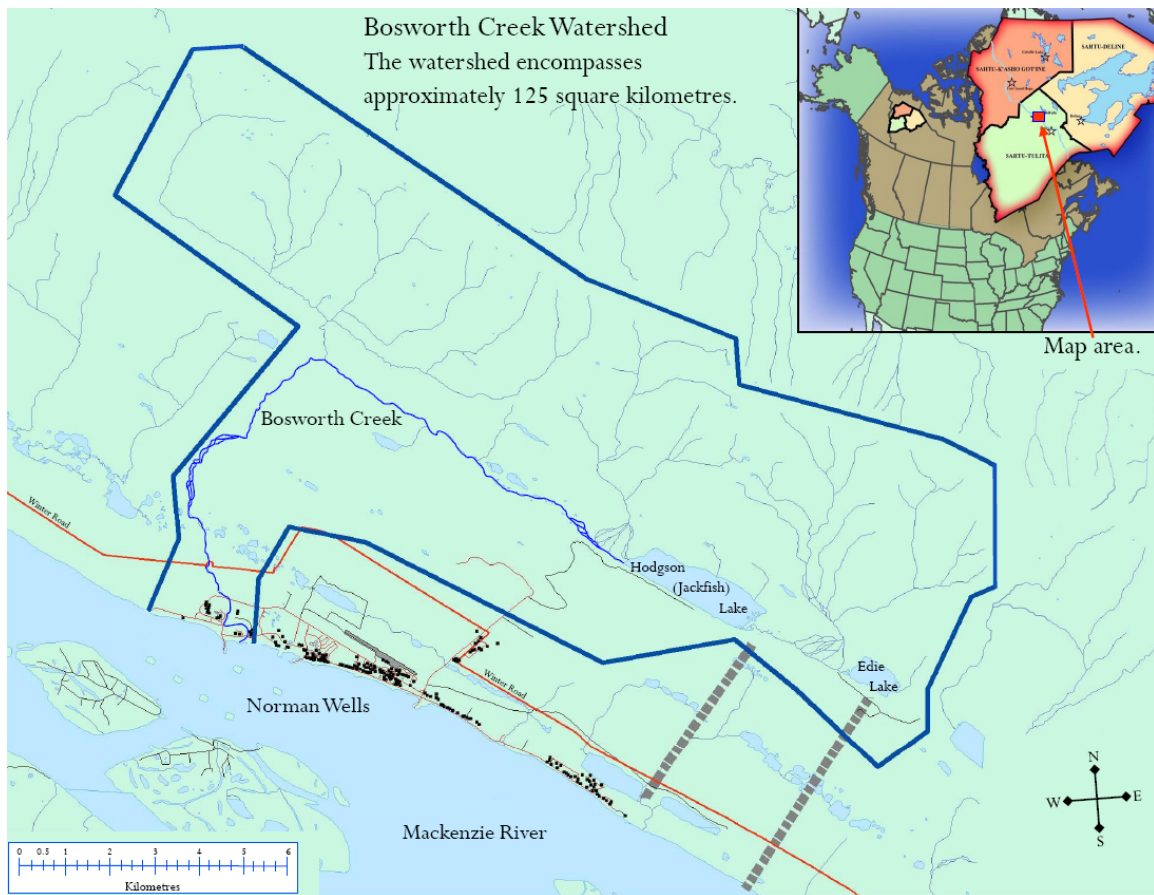 Bosworth Creek Watershed
The watershed encompasses
approximately 125 square kilometres.
SAHTU-DELINE
SAHTU-K'ASHO GOT'INE
SAHTU-TULITA
Map area.
Bosworth Creek
Winter Road
Hodgson
(Jackfish)
Lake
Edie
Lake
Winter Road
Norman Wells
Mackenzie River
N
W E
S
0 0.5 1 2 3 4 5 6
Kilometres